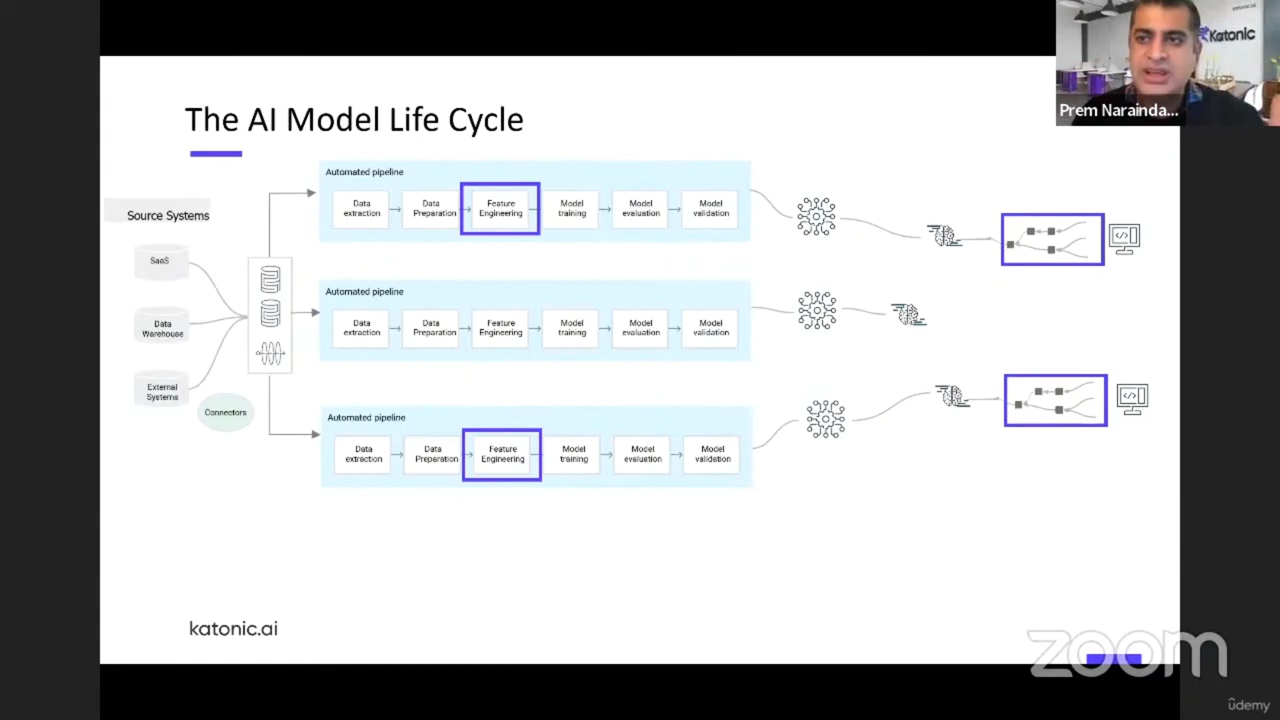 katonic.ai
Katonic
Prem Narainda...
The AI Model Life Cycle
Source Systems
SaaS
Data
Warehouse
External
Systems
Connectors
Automated pipeline
Data
extraction
Data
Preparation
Feature
Engineering
Model
training
Model
evaluation
Model
validation
Automated pipeline
Data
extraction
Data
Preparation
Feature
Engineering
Model
training
Model
evaluation
Model
validation
Automated pipeline
Data
extraction
Data
Preparation
Feature
Engineering
Model
training
Model
evaluation
Model
validation
katonic.ai
zoom
ûdemy